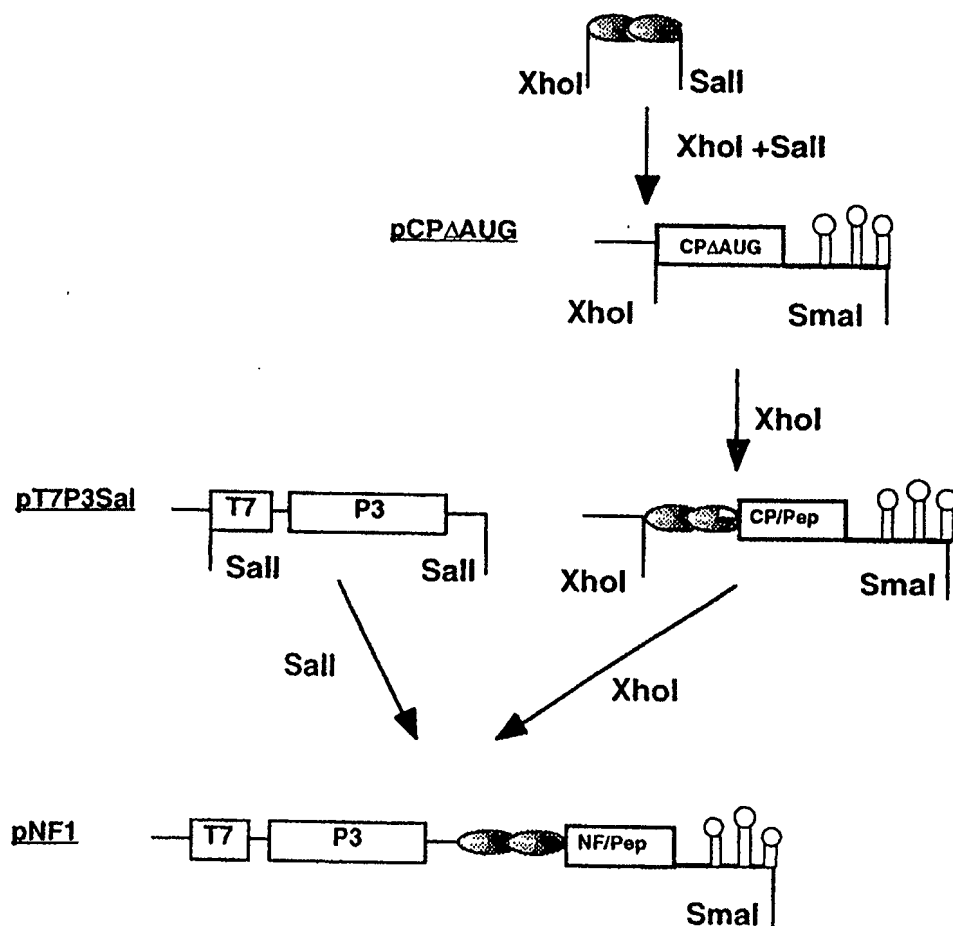 XhoI SalI
XhoI +SalI
pCPΔAUG
CPΔAUG
XhoI SmaI
XhoI
pT7P3Sal
T7 P3
CP/Pep
SalI SalI
XhoI SmaI
SalI
XhoI
pNF1
T7 P3 NF/Pep
SmaI